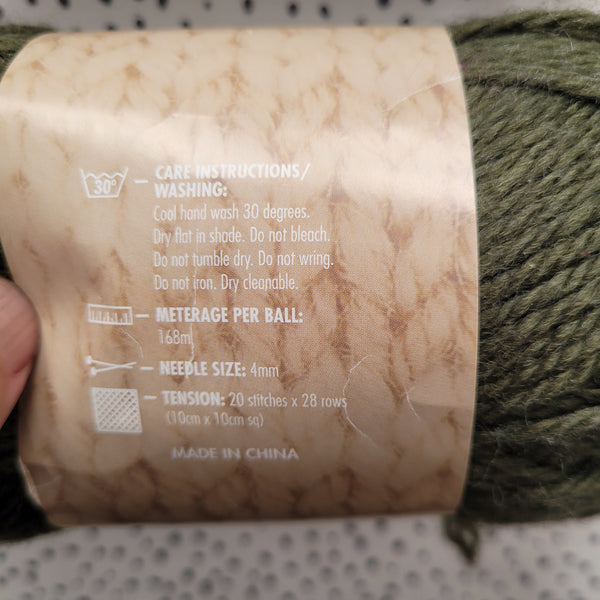 30°
– CARE INSTRUCTIONS/
WASHING:
Cool hand wash 30 degrees.
Dry flat in shade. Do not bleach.
Do not tumble dry. Do not wring.
Do not iron. Dry cleanable.
– METERAGE PER BALL:
168m
– NEEDLE SIZE: 4mm
– TENSION: 20 stitches x 28 rows
(10cm x 10cm sq)
MADE IN CHINA